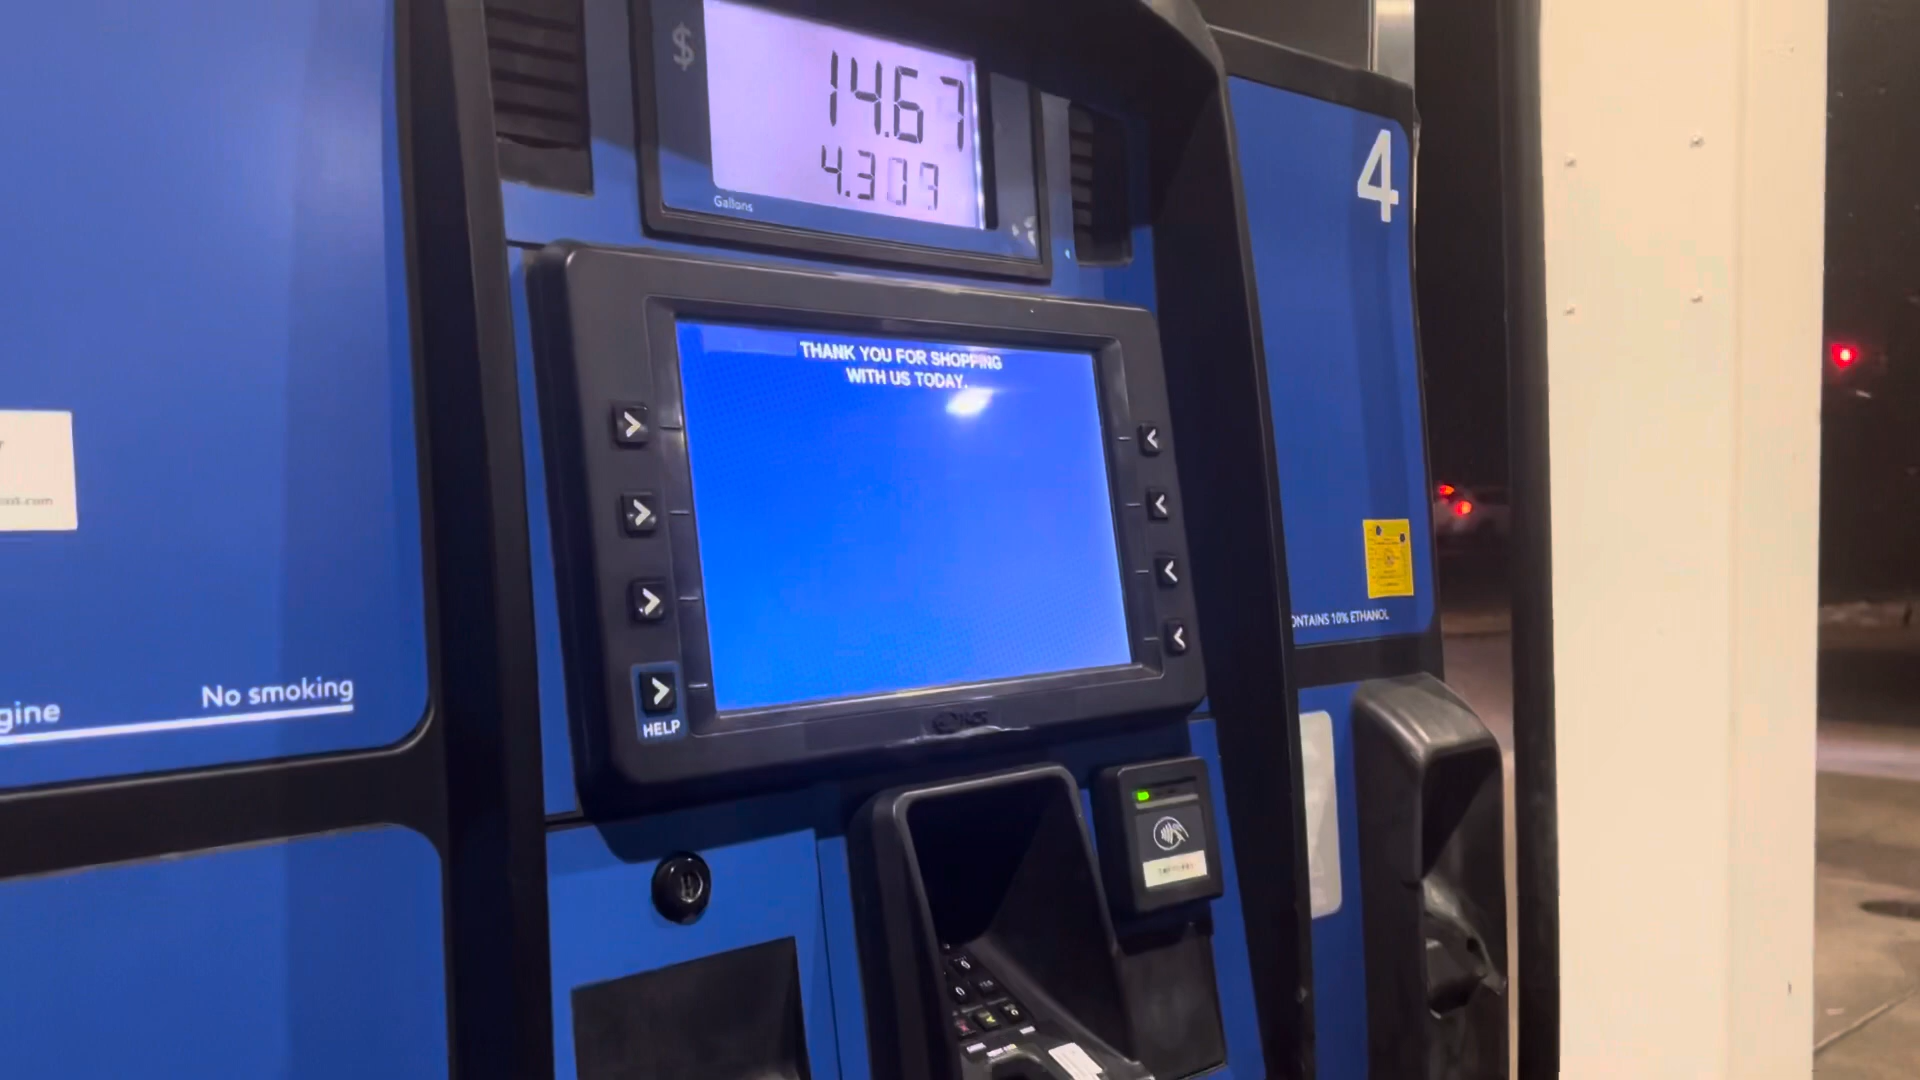 $
14.67
4.309
Gallons
4
THANK YOU FOR SHOPPING
WITH US TODAY.
ONTAINS 10% ETHANOL
No smoking
gine
HELP